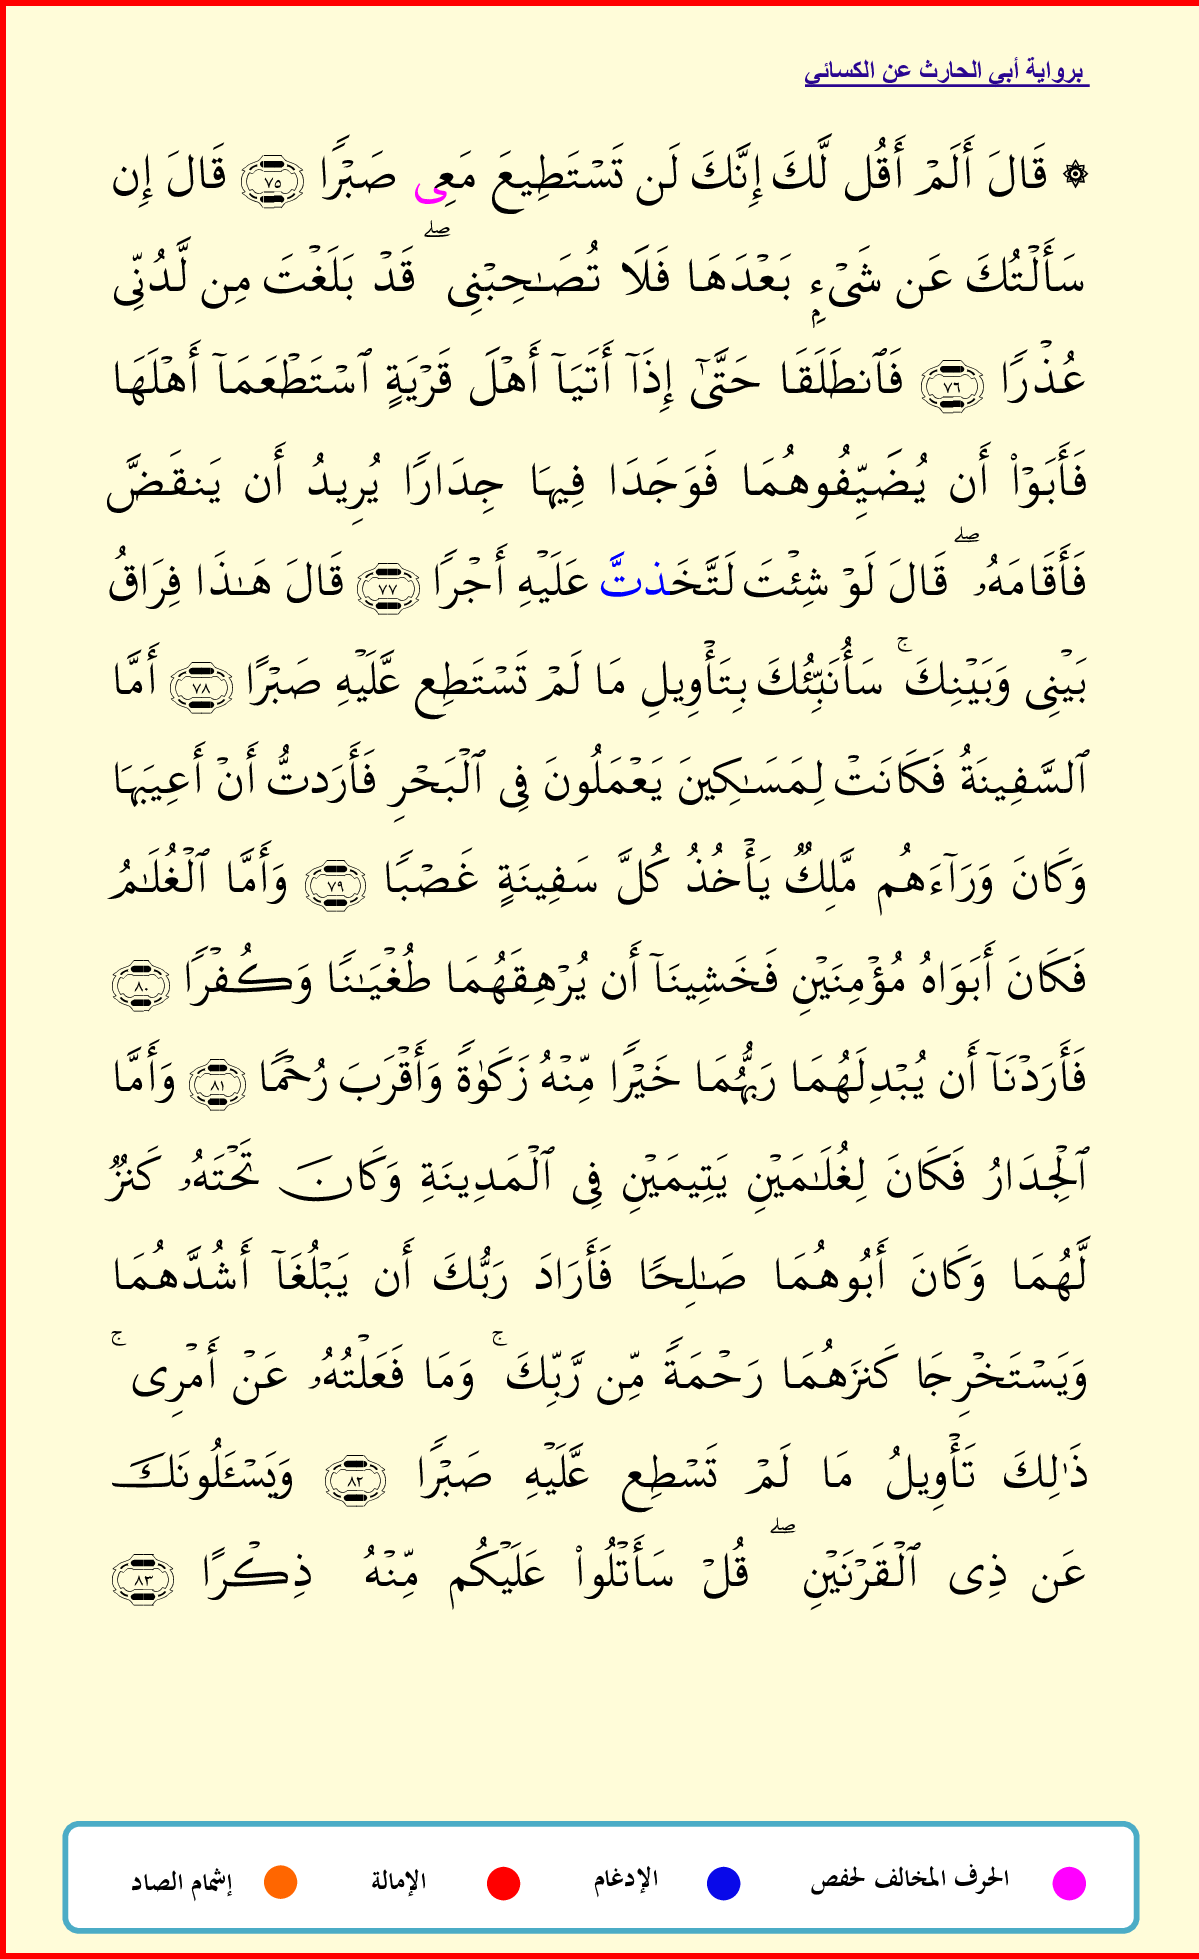 برواية أبي الحارث عن الكسائي
۞ قَالَ أَلَمۡ أَقُل لَّكَ إِنَّكَ لَن تَسۡتَطِيعَ مَعِي صَبۡرٗا ٧٥ قَالَ إِن
سَأَلۡتُكَ عَن شَيۡءِۭ بَعۡدَهَا فَلَا تُصَٰحِبۡنِيۖ قَدۡ بَلَغۡتَ مِن لَّدُنِّي
عُذۡرٗا ٧٦ فَٱنطَلَقَا حَتَّىٰٓ إِذَآ أَتَيَآ أَهۡلَ قَرۡيَةٍ ٱسۡتَطۡعَمَآ أَهۡلَهَا
فَأَبَوۡاْ أَن يُضَيِّفُوهُمَا فَوَجَدَا فِيهَا جِدَارٗا يُرِيدُ أَن يَنقَضَّ
فَأَقَامَهُۥۖ قَالَ لَوۡ شِئۡتَ لَتَّخَذتَّ عَلَيۡهِ أَجۡرٗا ٧٧ قَالَ هَٰذَا فِرَاقُ
بَيۡنِي وَبَيۡنِكَۚ سَأُنَبِّئُكَ بِتَأۡوِيلِ مَا لَمۡ تَسۡتَطِع عَّلَيۡهِ صَبۡرًا ٧٨ أَمَّا
ٱلسَّفِينَةُ فَكَانَتۡ لِمَسَٰكِينَ يَعۡمَلُونَ فِي ٱلۡبَحۡرِ فَأَرَدتُّ أَنۡ أَعِيبَهَا
وَكَانَ وَرَآءَهُم مَّلِكٞ يَأۡخُذُ كُلَّ سَفِينَةٍ غَصۡبٗا ٧٩ وَأَمَّا ٱلۡغُلَٰمُ
فَكَانَ أَبَوَاهُ مُؤۡمِنَيۡنِ فَخَشِينَآ أَن يُرۡهِقَهُمَا طُغۡيَٰنٗا وَكُفۡرٗا ٨٠
فَأَرَدۡنَآ أَن يُبۡدِلَهُمَا رَبُّهُمَا خَيۡرٗا مِّنۡهُ زَكَوٰةٗ وَأَقۡرَبَ رُحۡمٗا ٨١ وَأَمَّا
ٱلۡجِدَارُ فَكَانَ لِغُلَٰمَيۡنِ يَتِيمَيۡنِ فِي ٱلۡمَدِينَةِ وَكَانَ تَحۡتَهُۥ كَنزٞ
لَّهُمَا وَكَانَ أَبُوهُمَا صَٰلِحٗا فَأَرَادَ رَبُّكَ أَن يَبۡلُغَآ أَشُدَّهُمَا
وَيَسۡتَخۡرِجَا كَنزَهُمَا رَحۡمَةٗ مِّن رَّبِّكَۚ وَمَا فَعَلۡتُهُۥ عَنۡ أَمۡرِيۚ
ذَٰلِكَ تَأۡوِيلُ مَا لَمۡ تَسۡطِع عَّلَيۡهِ صَبۡرٗا ٨٢ وَيَسۡـَٔلُونَكَ
عَن ذِي ٱلۡقَرۡنَيۡنِۖ قُلۡ سَأَتۡلُواْ عَلَيۡكُم مِّنۡهُ ذِكۡرًا ٨٣
الحرف المخالف لحفص الإدغام الإمالة إشمام الصاد